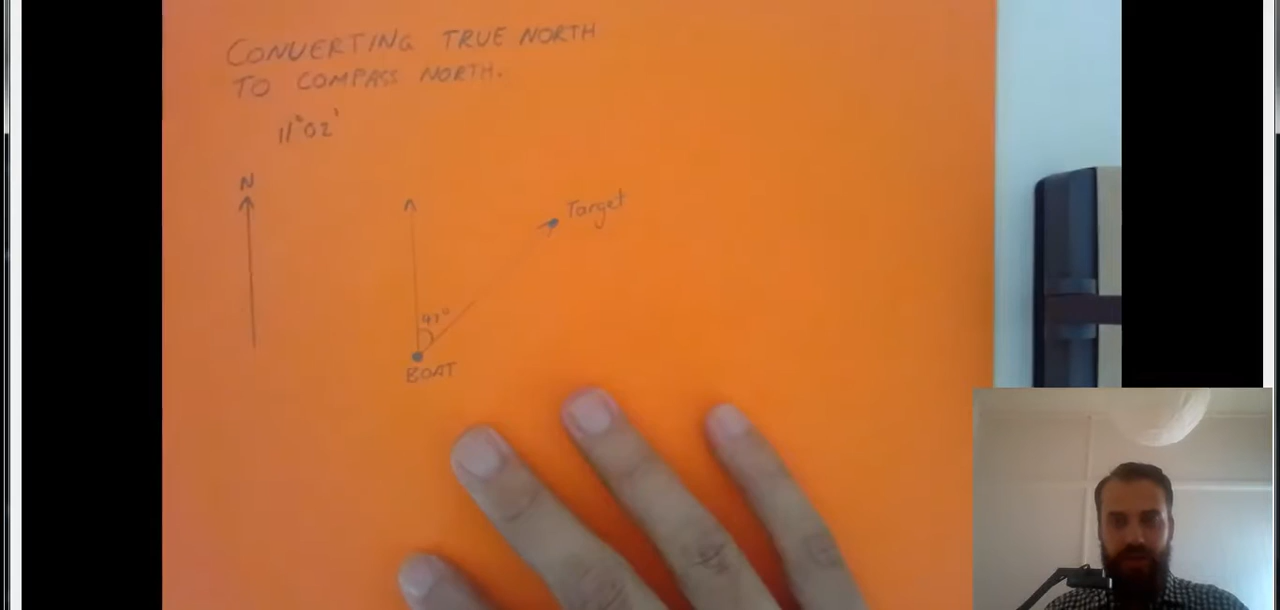 CONVERTING TRUE NORTH
TO COMPASS NORTH.
11°02'
N
Target
47°
BOAT